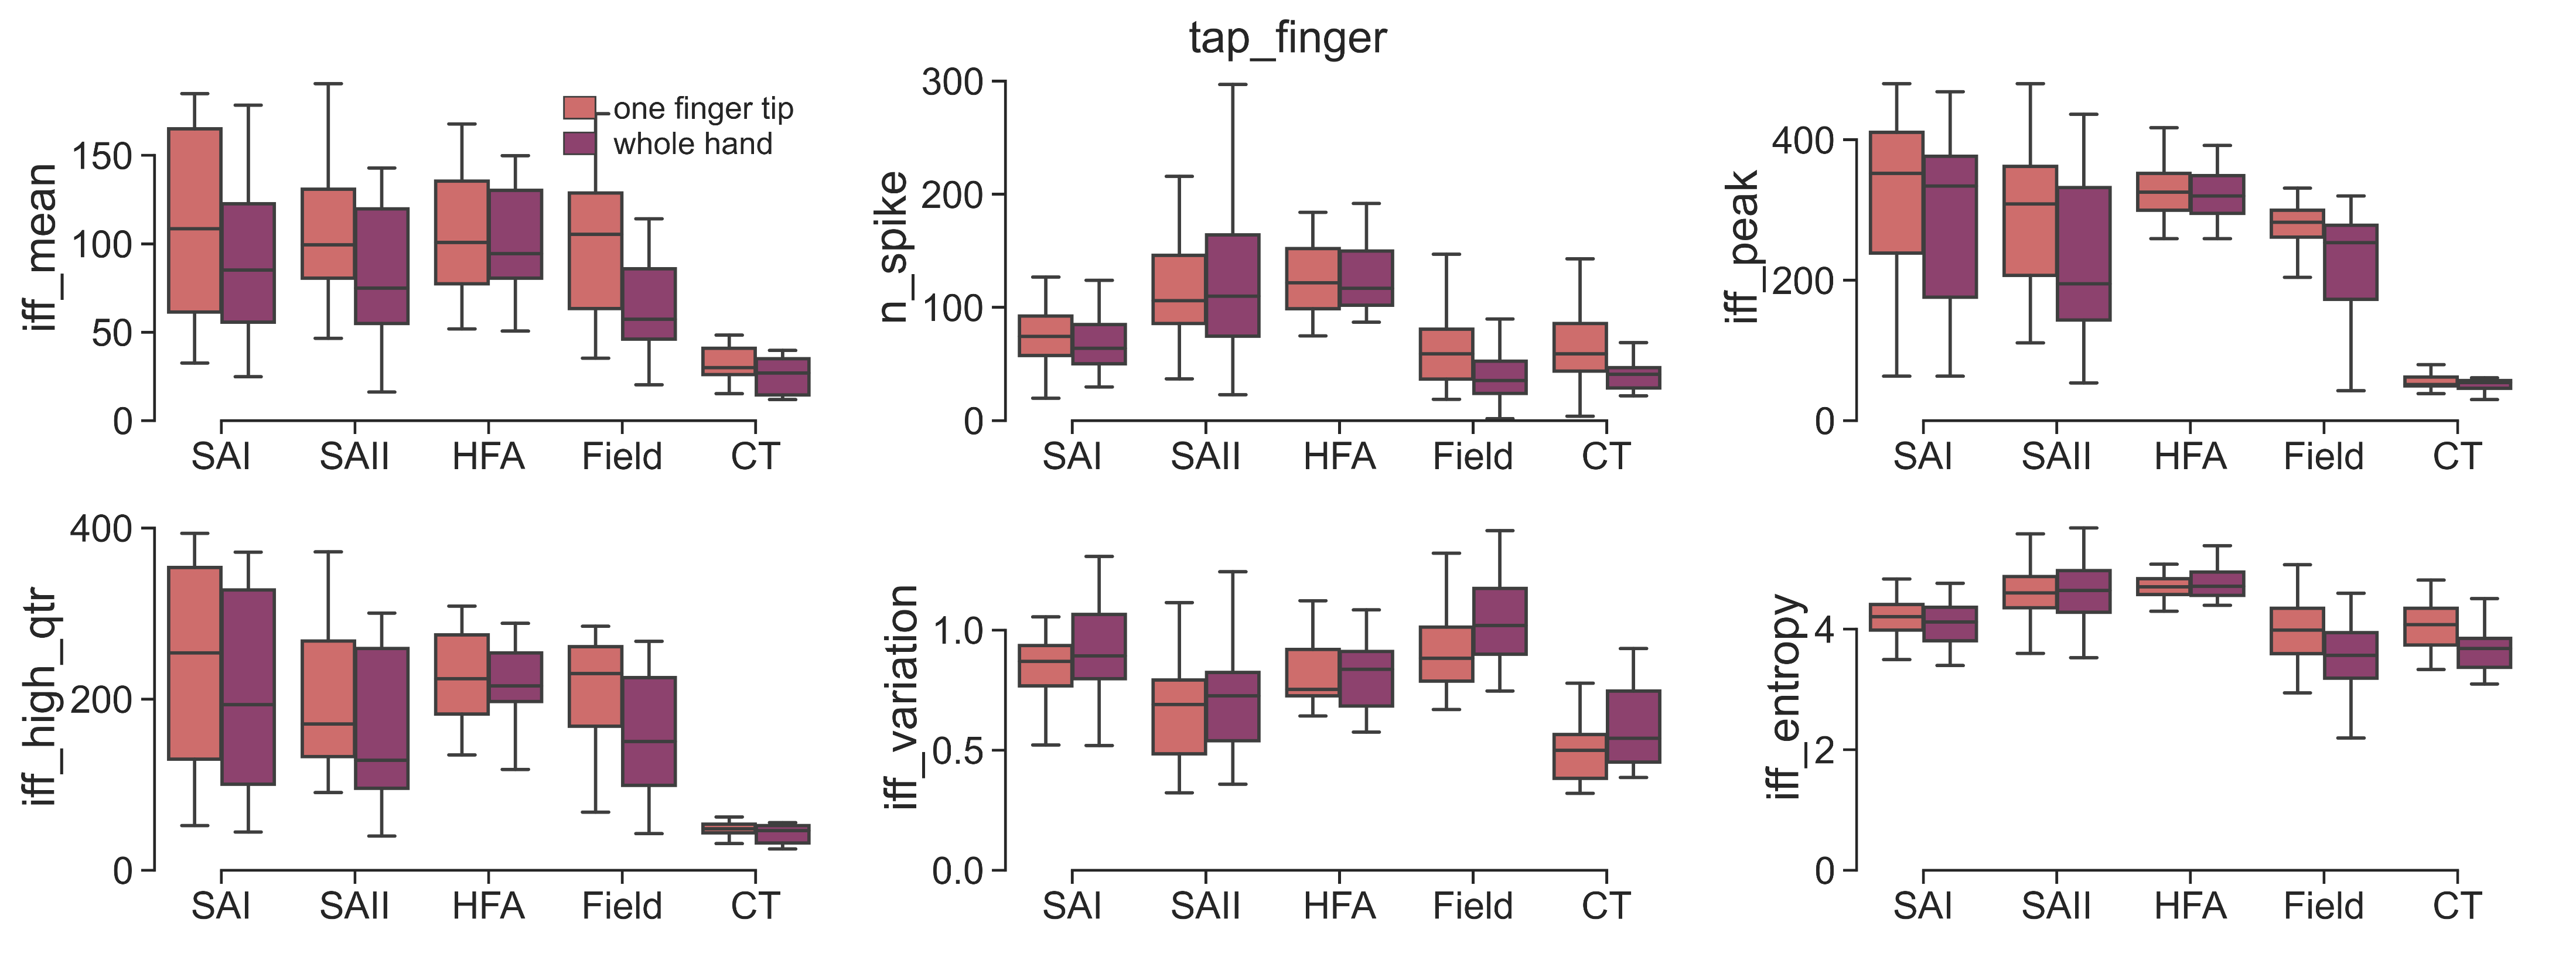 tap_finger
iff_mean
150
100
50
0
SAI SAII HFA Field CT
one finger tip
whole hand
n_spike
300
200
100
0
SAI SAII HFA Field CT
iff_peak
400
200
0
SAI SAII HFA Field CT
iff_high_qtr
400
200
0
SAI SAII HFA Field CT
iff_variation
1.0
0.5
0.0
SAI SAII HFA Field CT
iff_entropy
4
2
0
SAI SAII HFA Field CT